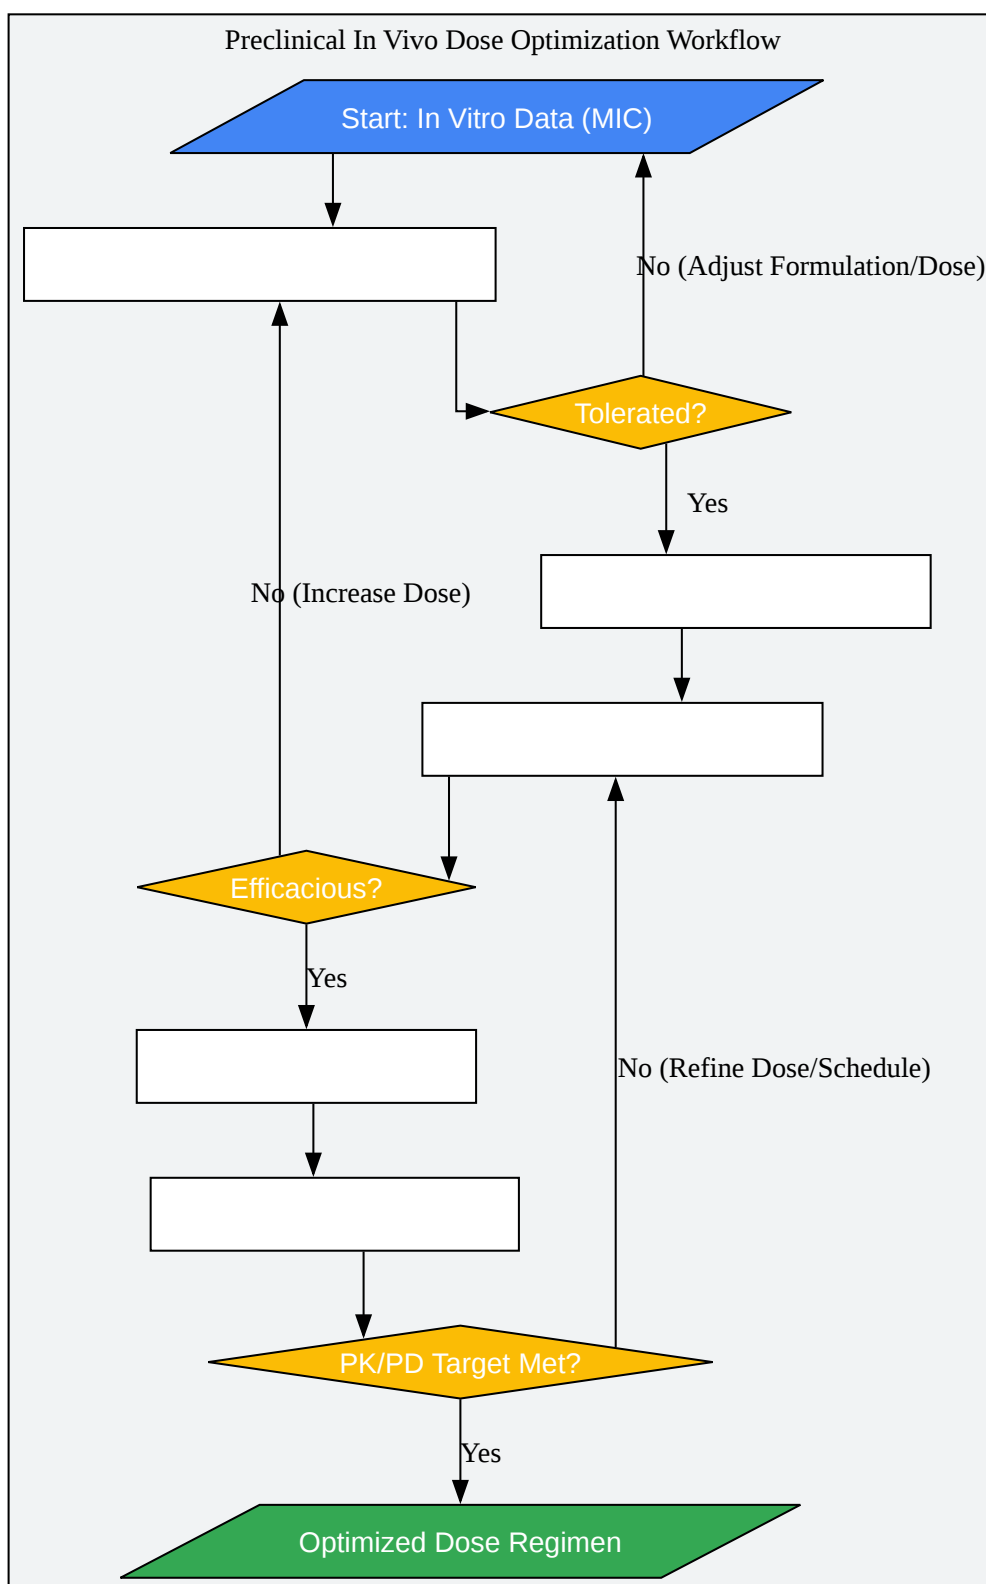 Preclinical In Vivo Dose Optimization Workflow
Start: In Vitro Data (MIC)
No (Adjust Formulation/Dose)
Tolerated?
Yes
No (Increase Dose)
Efficacious?
Yes
No (Refine Dose/Schedule)
PK/PD Target Met?
Yes
Optimized Dose Regimen